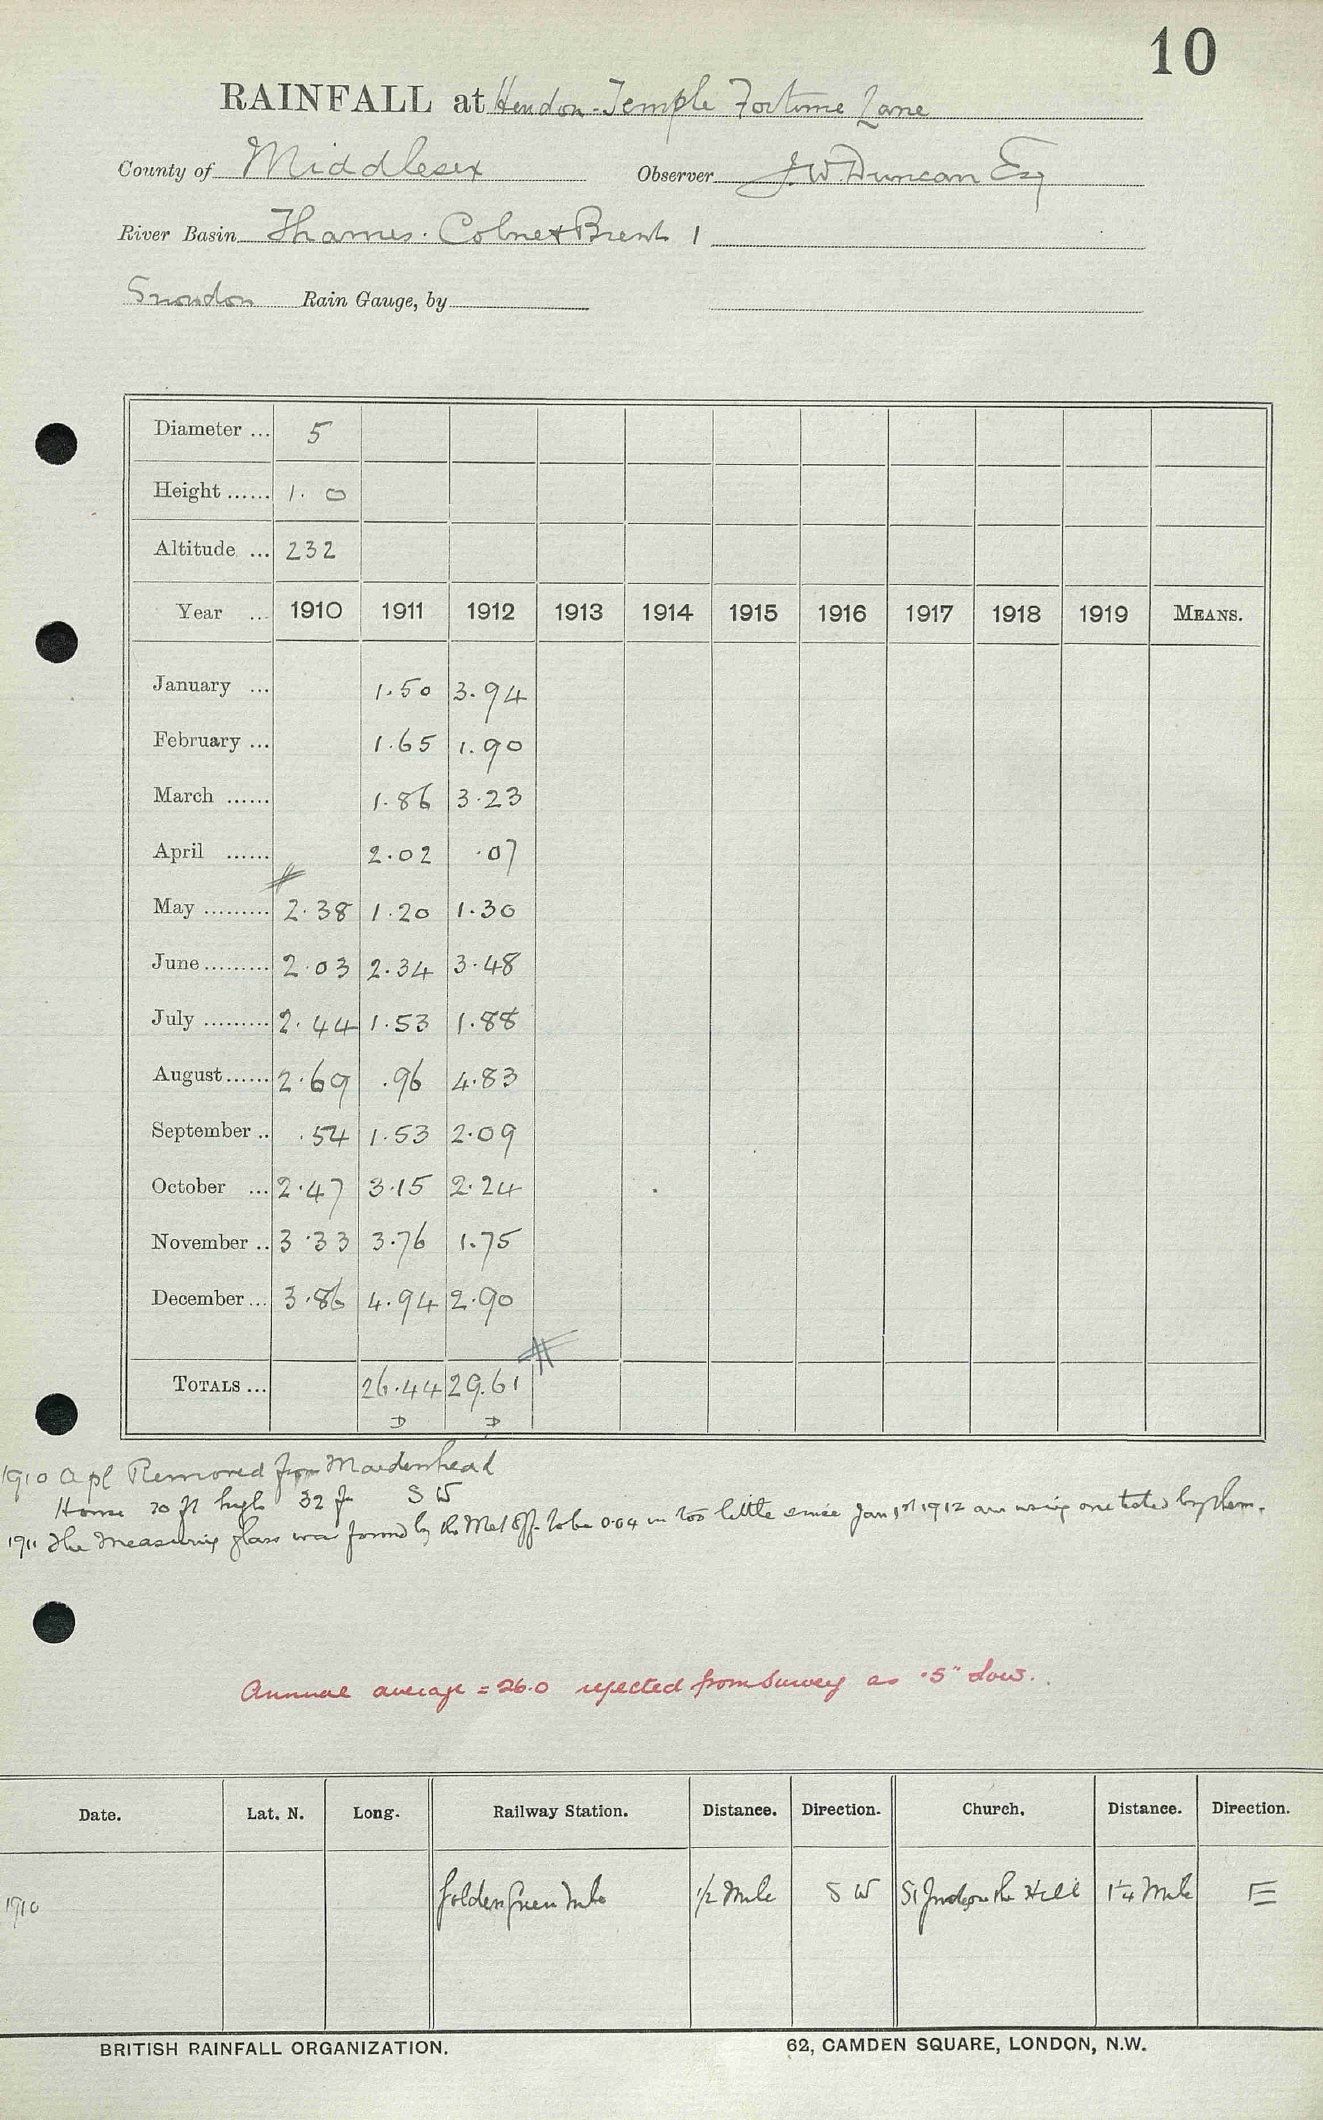 10
RAINFALL at Hendon-Temple Fortune Lane
County of Middlesex Observer J.W. Duncan Esq
River Basin Thames. Colne & Brent 1
Snowdon Rain Gauge, by
Diameter ... 5
Height ...... 1. 0
Altitude ... 232
Year ... 1910 1911 1912 1913 1914 1915 1916 1917 1918 1919 MEANS.
January ... 1.50 3.94
February ... 1.65 1.90
March ...... 1.86 3.23
April ...... 2.02 .07
May ......... 2.38 1.20 1.30
June ......... 2.03 2.34 3.48
July ......... 2.44 1.53 1.88
August ...... 2.69 .96 4.83
September .. .54 1.53 2.09
October ... 2.47 3.15 2.24
November .. 3.33 3.76 1.75
December ... 3.86 4.94 2.90
TOTALS ... 26.44 29.61
D D
1910 Apl Removed from Maidenhead
House 30 ft high 32 ft SW
1911 The measuring glass was found by the Met Off. to be 0.04 in too little since Jan 1st 1912 am using one tested by them.
Annual average = 26.0 rejected from Survey as .5" low.
Date. Lat. N. Long. Railway Station. Distance. Direction. Church. Distance. Direction.
1910 Golders Green Tube 1/2 Mile SW St Jude on the Hill 1/4 Mile E
BRITISH RAINFALL ORGANIZATION. 62, CAMDEN SQUARE, LONDON, N.W.